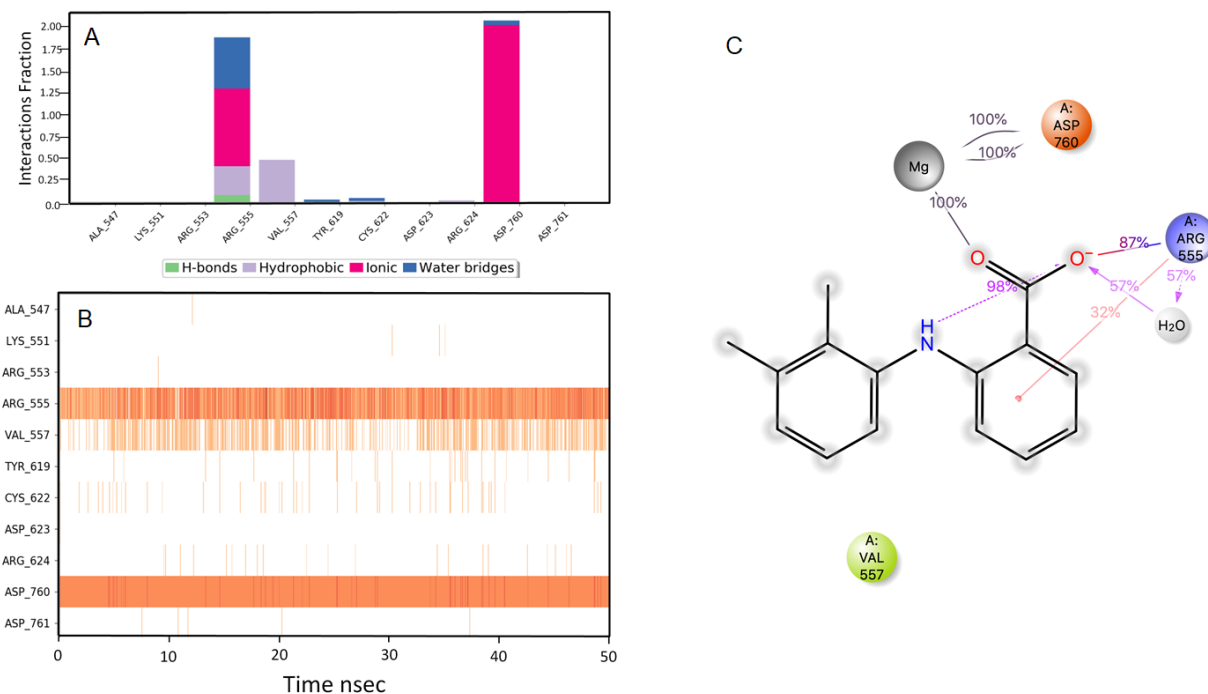 A
Interactions Fraction
2.00
1.75
1.50
1.25
1.00
0.75
0.50
0.25
0.0
ALA_547
LYS_551
ARG_553
ARG_555
VAL_557
TYR_619
CYS_622
ASP_623
ARG_624
ASP_760
ASP_761
H-bonds Hydrophobic Ionic Water bridges
B
ALA_547
LYS_551
ARG_553
ARG_555
VAL_557
TYR_619
CYS_622
ASP_623
ARG_624
ASP_760
ASP_761
0 10 20 30 40 50
Time nsec
C
A:
ASP
760
100%
100%
Mg
100%
A:
ARG
555
87%
O
O-
98%
57%
57%
32%
H₂O
H
N
A:
VAL
557